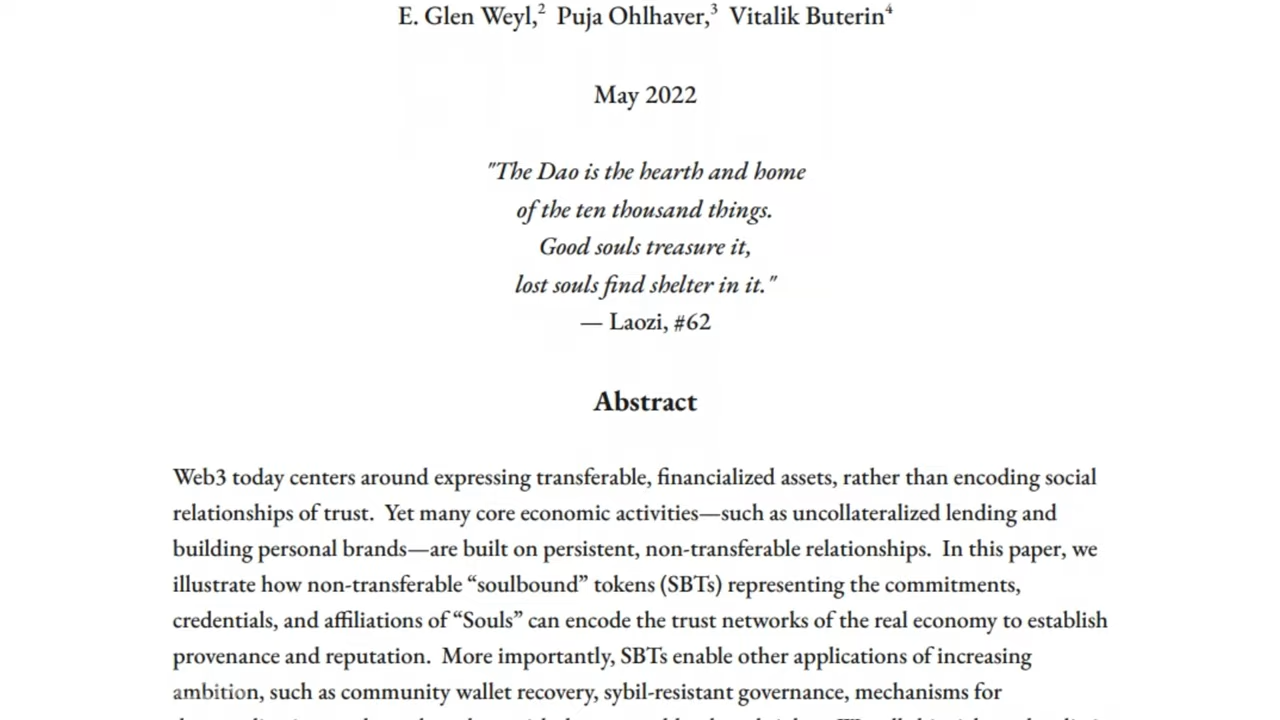 E. Glen Weyl,² Puja Ohlhaver,³ Vitalik Buterin⁴
May 2022
"The Dao is the hearth and home
of the ten thousand things.
Good souls treasure it,
lost souls find shelter in it."
— Laozi, #62
Abstract
Web3 today centers around expressing transferable, financialized assets, rather than encoding social
relationships of trust. Yet many core economic activities—such as uncollateralized lending and
building personal brands—are built on persistent, non-transferable relationships. In this paper, we
illustrate how non-transferable “soulbound” tokens (SBTs) representing the commitments,
credentials, and affiliations of “Souls” can encode the trust networks of the real economy to establish
provenance and reputation. More importantly, SBTs enable other applications of increasing
ambition, such as community wallet recovery, sybil-resistant governance, mechanisms for